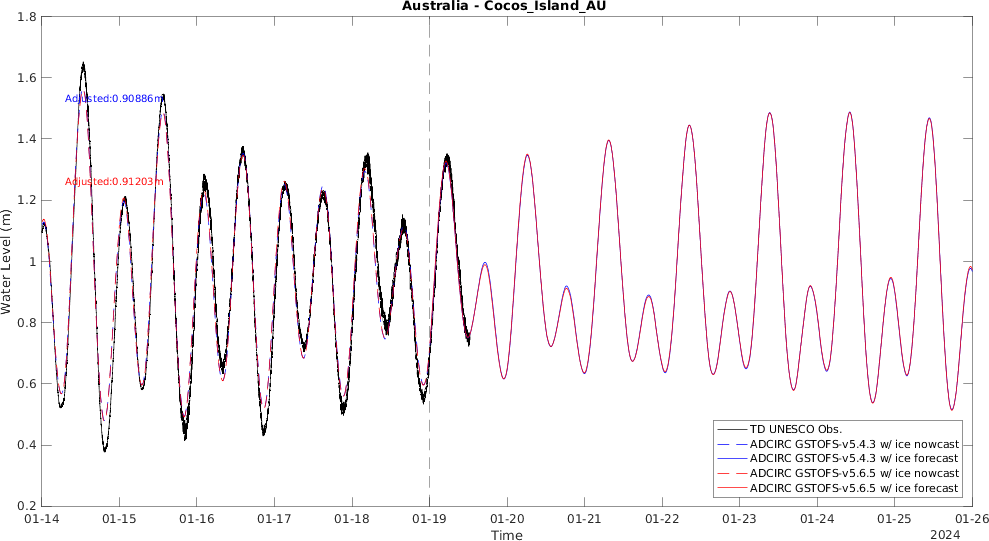 Australia - Cocos_Island_AU
1.8
1.6
1.4
1.2
1
0.8
0.6
0.4
0.2
Water Level (m)
Adjusted:0.90886m
Adjusted:0.91203m
TD UNESCO Obs.
ADCIRC GSTOFS-v5.4.3 w/ ice nowcast
ADCIRC GSTOFS-v5.4.3 w/ ice forecast
ADCIRC GSTOFS-v5.6.5 w/ ice nowcast
ADCIRC GSTOFS-v5.6.5 w/ ice forecast
01-14 01-15 01-16 01-17 01-18 01-19 01-20 01-21 01-22 01-23 01-24 01-25 01-26
Time
2024